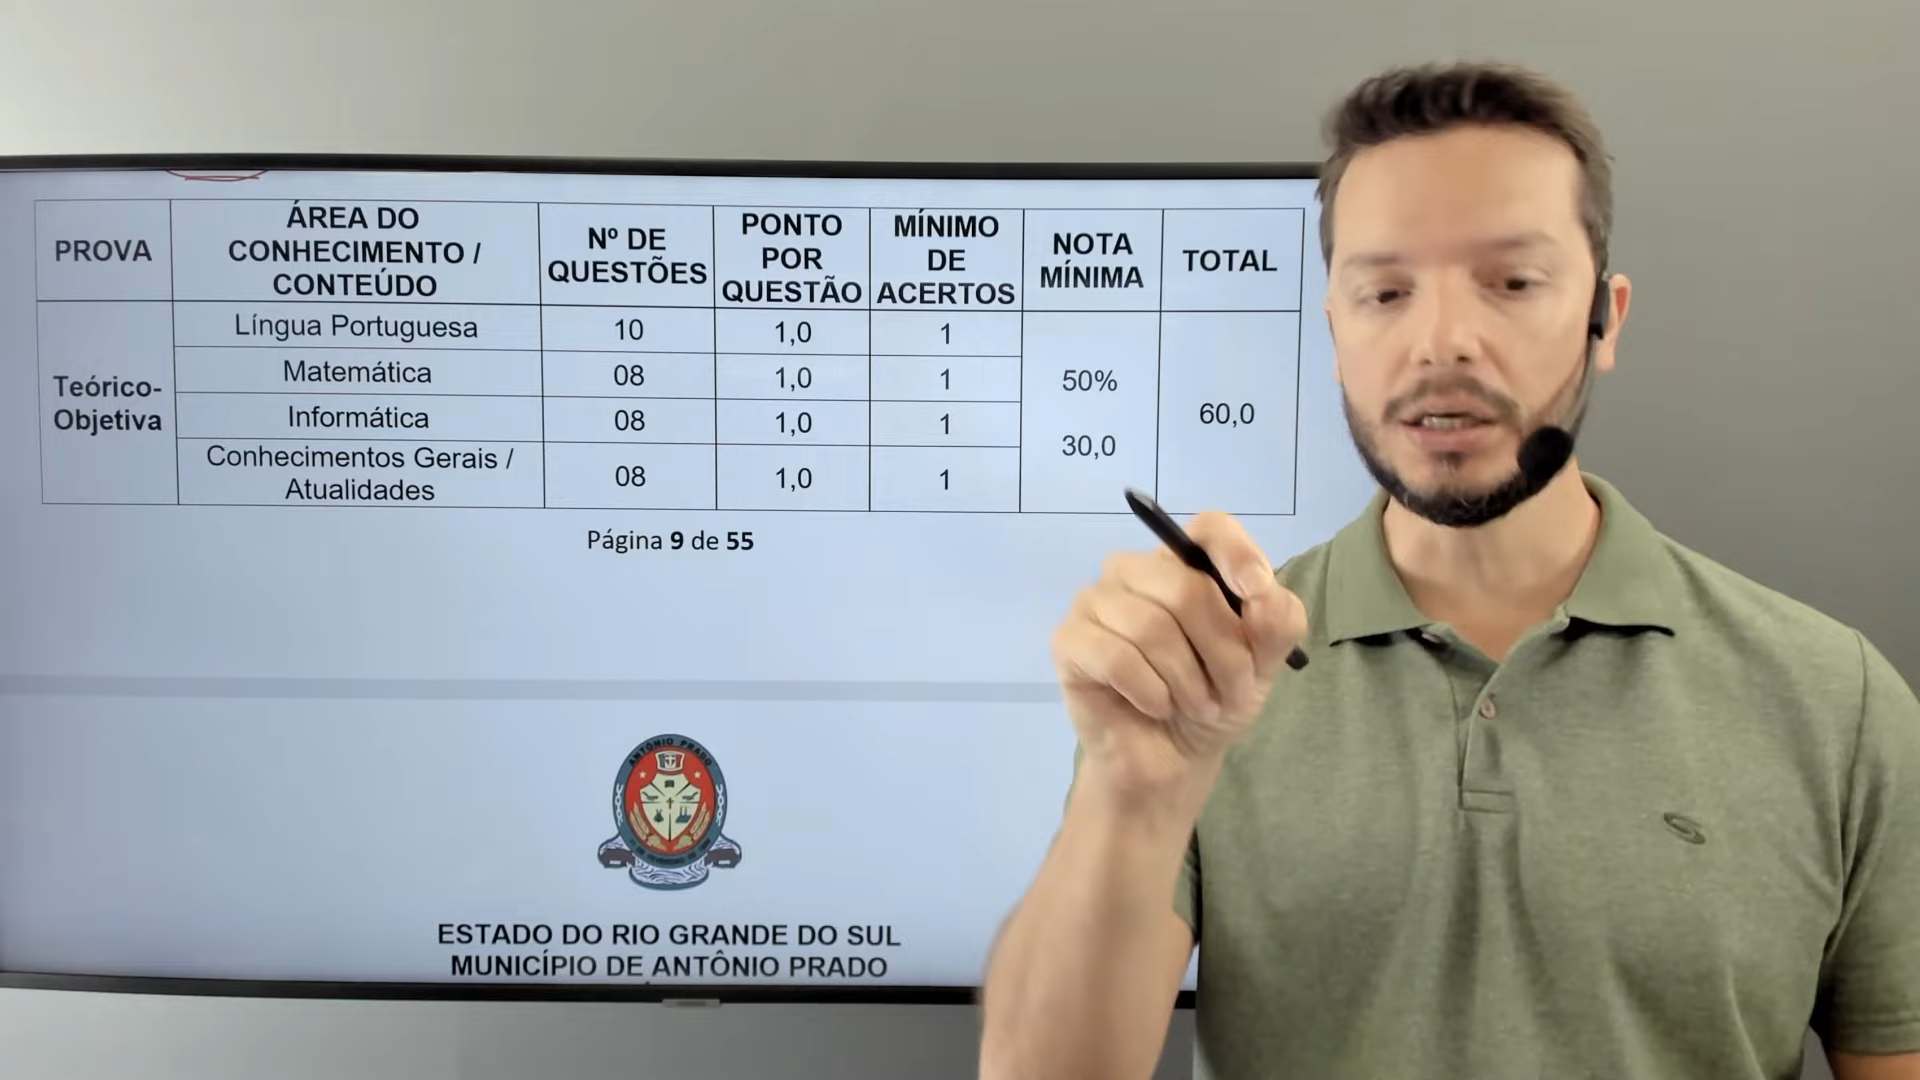 PROVA
ÁREA DO
CONHECIMENTO /
CONTEÚDO
Nº DE
QUESTÕES
PONTO
POR
QUESTÃO
MÍNIMO
DE
ACERTOS
NOTA
MÍNIMA
TOTAL
Teórico-
Objetiva
Língua Portuguesa
10
1,0
1
Matemática
08
1,0
1
Informática
08
1,0
1
Conhecimentos Gerais /
Atualidades
08
1,0
1
50%
30,0
60,0
Página 9 de 55
ANTÔNIO PRADO
ESTADO DO RIO GRANDE DO SUL
MUNICÍPIO DE ANTÔNIO PRADO